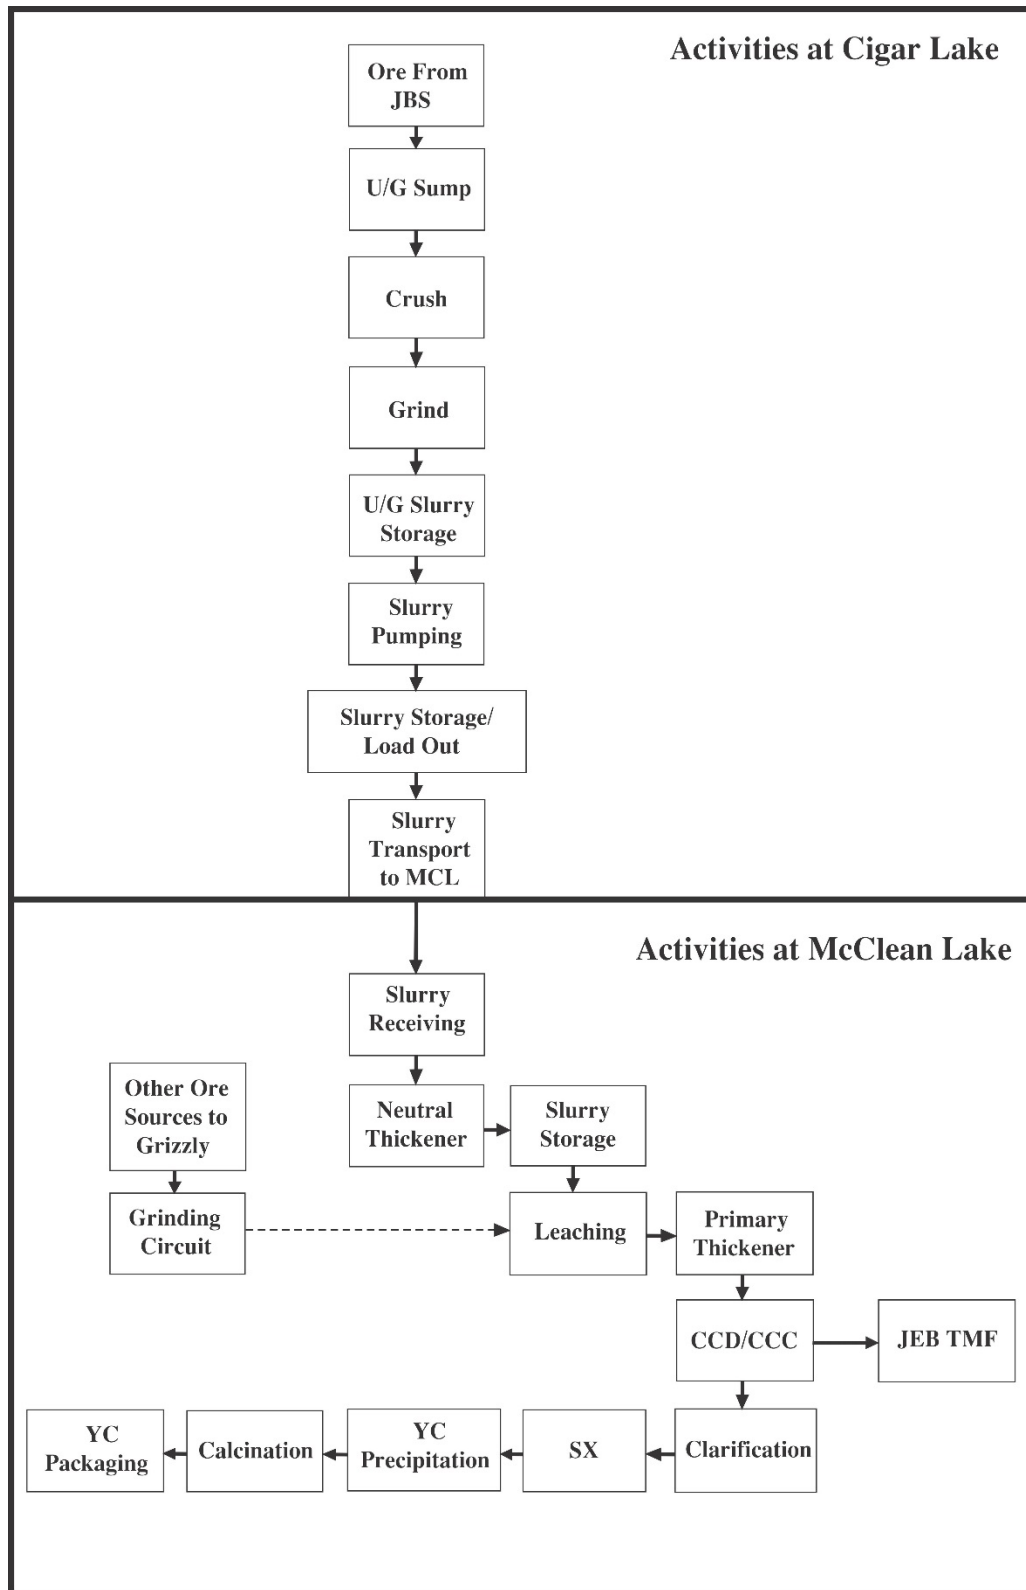 Activities at Cigar Lake
Ore From
JBS
U/G Sump
Crush
Grind
U/G Slurry
Storage
Slurry
Pumping
Slurry Storage/
Load Out
Slurry
Transport
to MCL
Activities at McClean Lake
Slurry
Receiving
Other Ore
Sources to
Grizzly
Neutral
Thickener
Slurry
Storage
Grinding
Circuit
Leaching
Primary
Thickener
CCD/CCC
JEB TMF
YC
Packaging
Calcination
YC
Precipitation
SX
Clarification